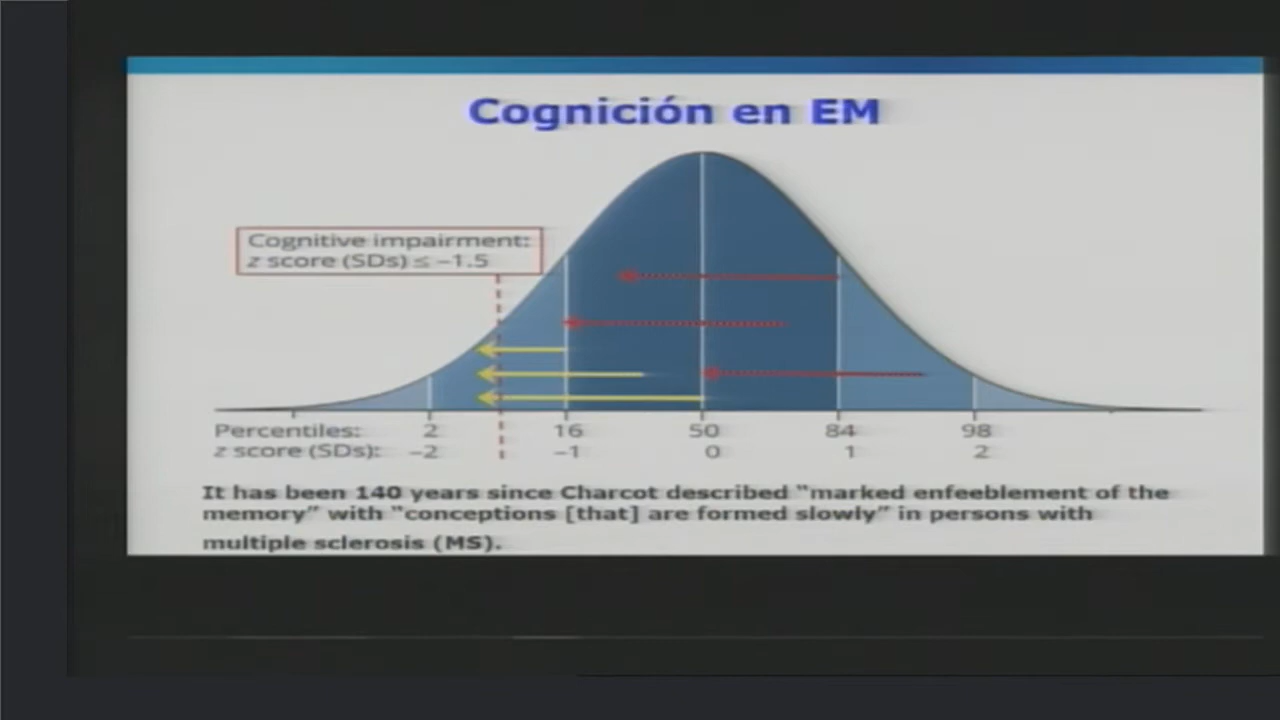 Cognición en EM
Cognitive impairment:
z score (SDs) ≤ –1.5
Percentiles: 2 16 50 84 98
z score (SDs): –2 –1 0 1 2
It has been 140 years since Charcot described “marked enfeeblement of the
memory” with “conceptions [that] are formed slowly” in persons with
multiple sclerosis (MS).